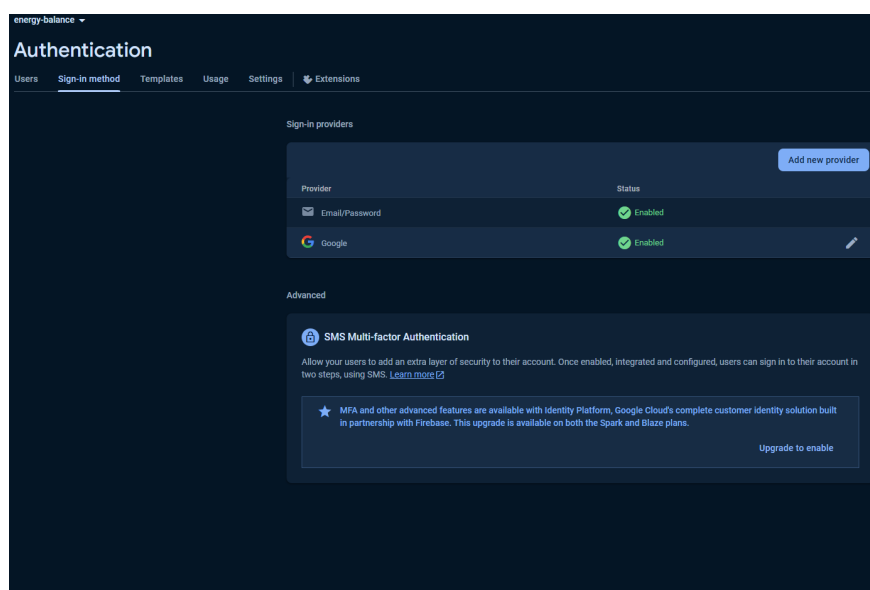 energy-balance
Authentication
Users Sign-in method Templates Usage Settings Extensions
Sign-in providers
Add new provider
Provider Status
Email/Password Enabled
Google Enabled
Advanced
SMS Multi-factor Authentication
Allow your users to add an extra layer of security to their account. Once enabled, integrated and configured, users can sign in to their account in
two steps, using SMS. Learn more
MFA and other advanced features are available with Identity Platform, Google Cloud's complete customer identity solution built
in partnership with Firebase. This upgrade is available on both the Spark and Blaze plans.
Upgrade to enable